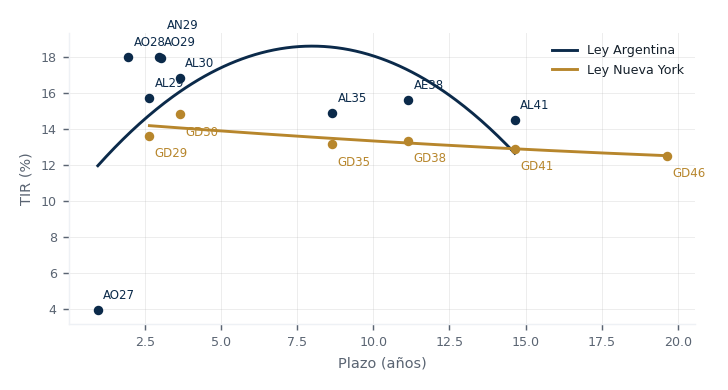 AN29
AO28
AO29
AL30
AL29
AE38
AL35
AL41
GD30
GD29
GD35
GD38
GD41
GD46
AO27
Ley Argentina
Ley Nueva York
TIR (%)
18
16
14
12
10
8
6
4
2.5
5.0
7.5
10.0
12.5
15.0
17.5
20.0
Plazo (años)